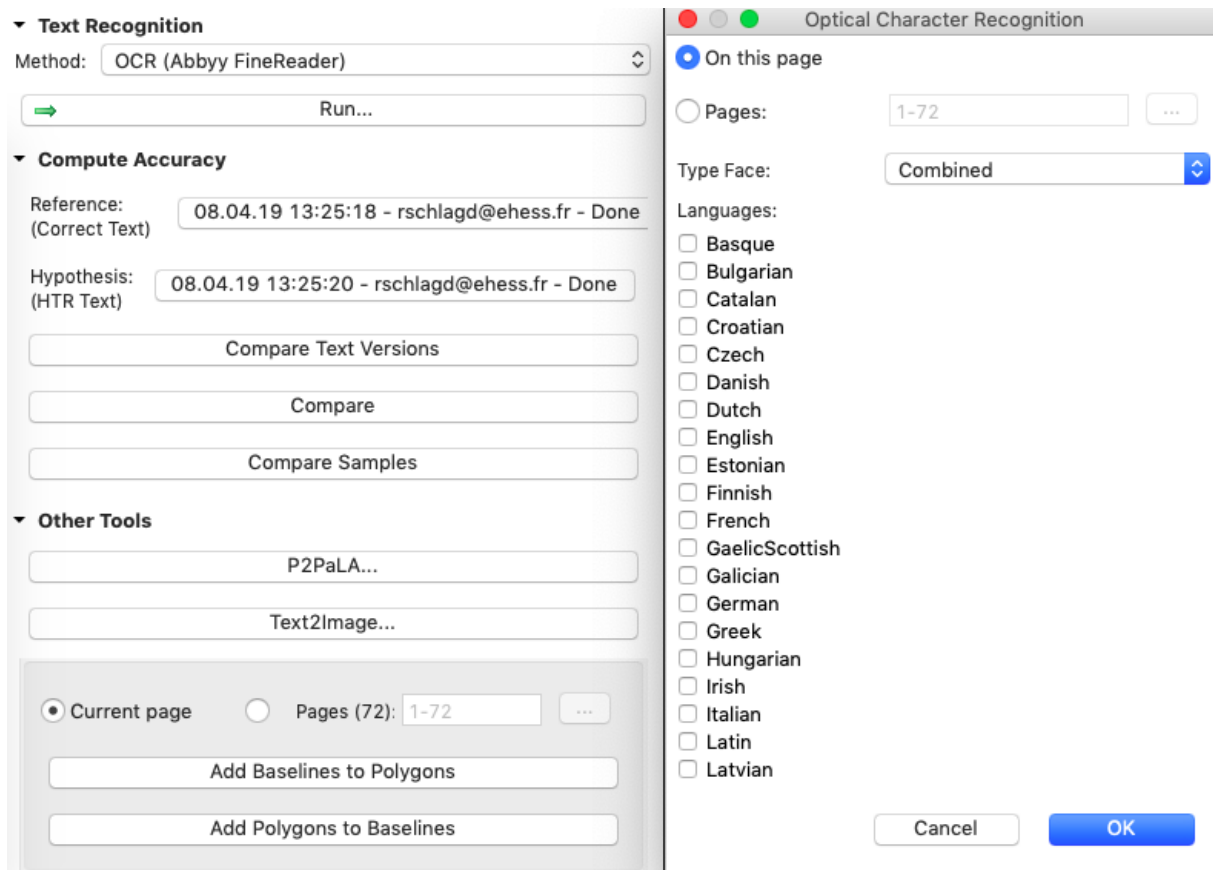 Text Recognition
Method: OCR (Abbyy FineReader)
Run...
Compute Accuracy
Reference:
(Correct Text)
08.04.19 13:25:18 - rschlagd@ehess.fr - Done
Hypothesis:
(HTR Text)
08.04.19 13:25:20 - rschlagd@ehess.fr - Done
Compare Text Versions
Compare
Compare Samples
Other Tools
P2PaLA...
Text2Image...
Current page
Pages (72): 1-72 ...
Add Baselines to Polygons
Add Polygons to Baselines
Optical Character Recognition
On this page
Pages: 1-72 ...
Type Face: Combined
Languages:
Basque
Bulgarian
Catalan
Croatian
Czech
Danish
Dutch
English
Estonian
Finnish
French
GaelicScottish
Galician
German
Greek
Hungarian
Irish
Italian
Latin
Latvian
Cancel OK